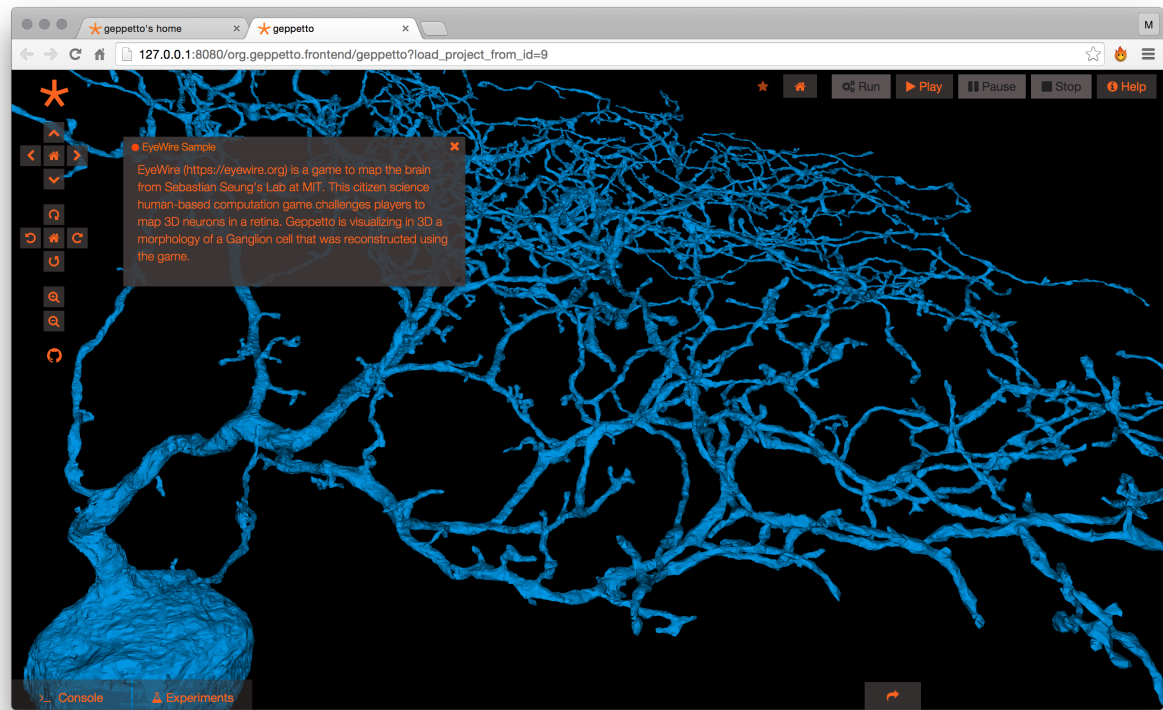 geppetto's home
geppetto
M
127.0.0.1:8080/org.geppetto.frontend/geppetto?load_project_from_id=9
Run
Play
Pause
Stop
Help
EyeWire Sample
EyeWire (https://eyewire.org) is a game to map the brain
from Sebastian Seung's Lab at MIT. This citizen science
human-based computation game challenges players to
map 3D neurons in a retina. Geppetto is visualizing in 3D a
morphology of a Ganglion cell that was reconstructed using
the game.
>_ Console
Experiments